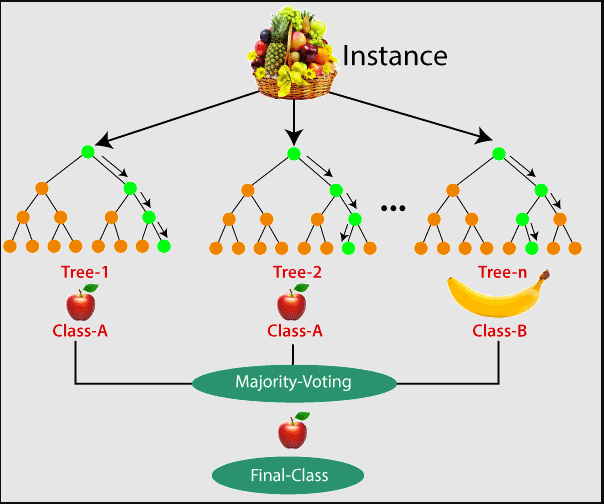 Instance
...
Tree-1
Tree-2
Tree-n
Class-A
Class-A
Class-B
Majority-Voting
Final-Class